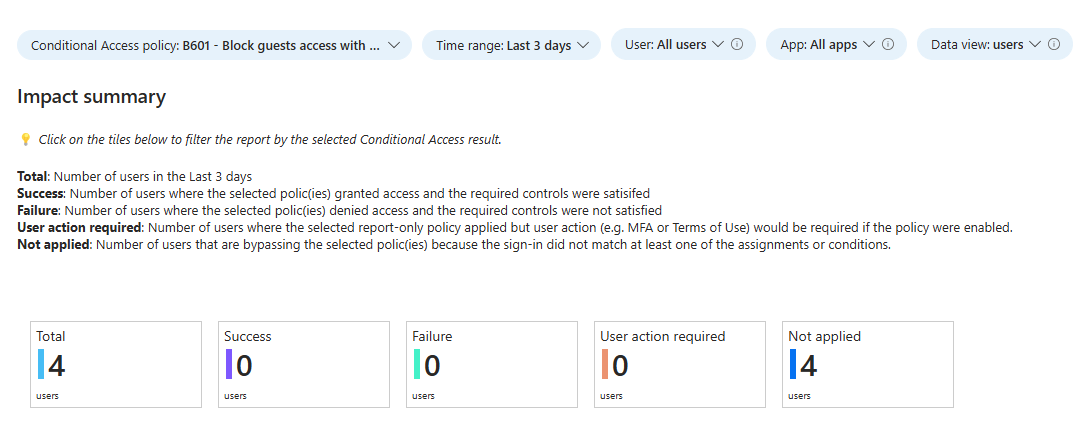 Conditional Access policy: B601 - Block guests access with ...
Time range: Last 3 days
User: All users
App: All apps
Data view: users
Impact summary
Click on the tiles below to filter the report by the selected Conditional Access result.
Total: Number of users in the Last 3 days
Success: Number of users where the selected polic(ies) granted access and the required controls were satisifed
Failure: Number of users where the selected polic(ies) denied access and the required controls were not satisfied
User action required: Number of users where the selected report-only policy applied but user action (e.g. MFA or Terms of Use) would be required if the policy were enabled.
Not applied: Number of users that are bypassing the selected polic(ies) because the sign-in did not match at least one of the assignments or conditions.
Total
4
users
Success
0
users
Failure
0
users
User action required
0
users
Not applied
4
users